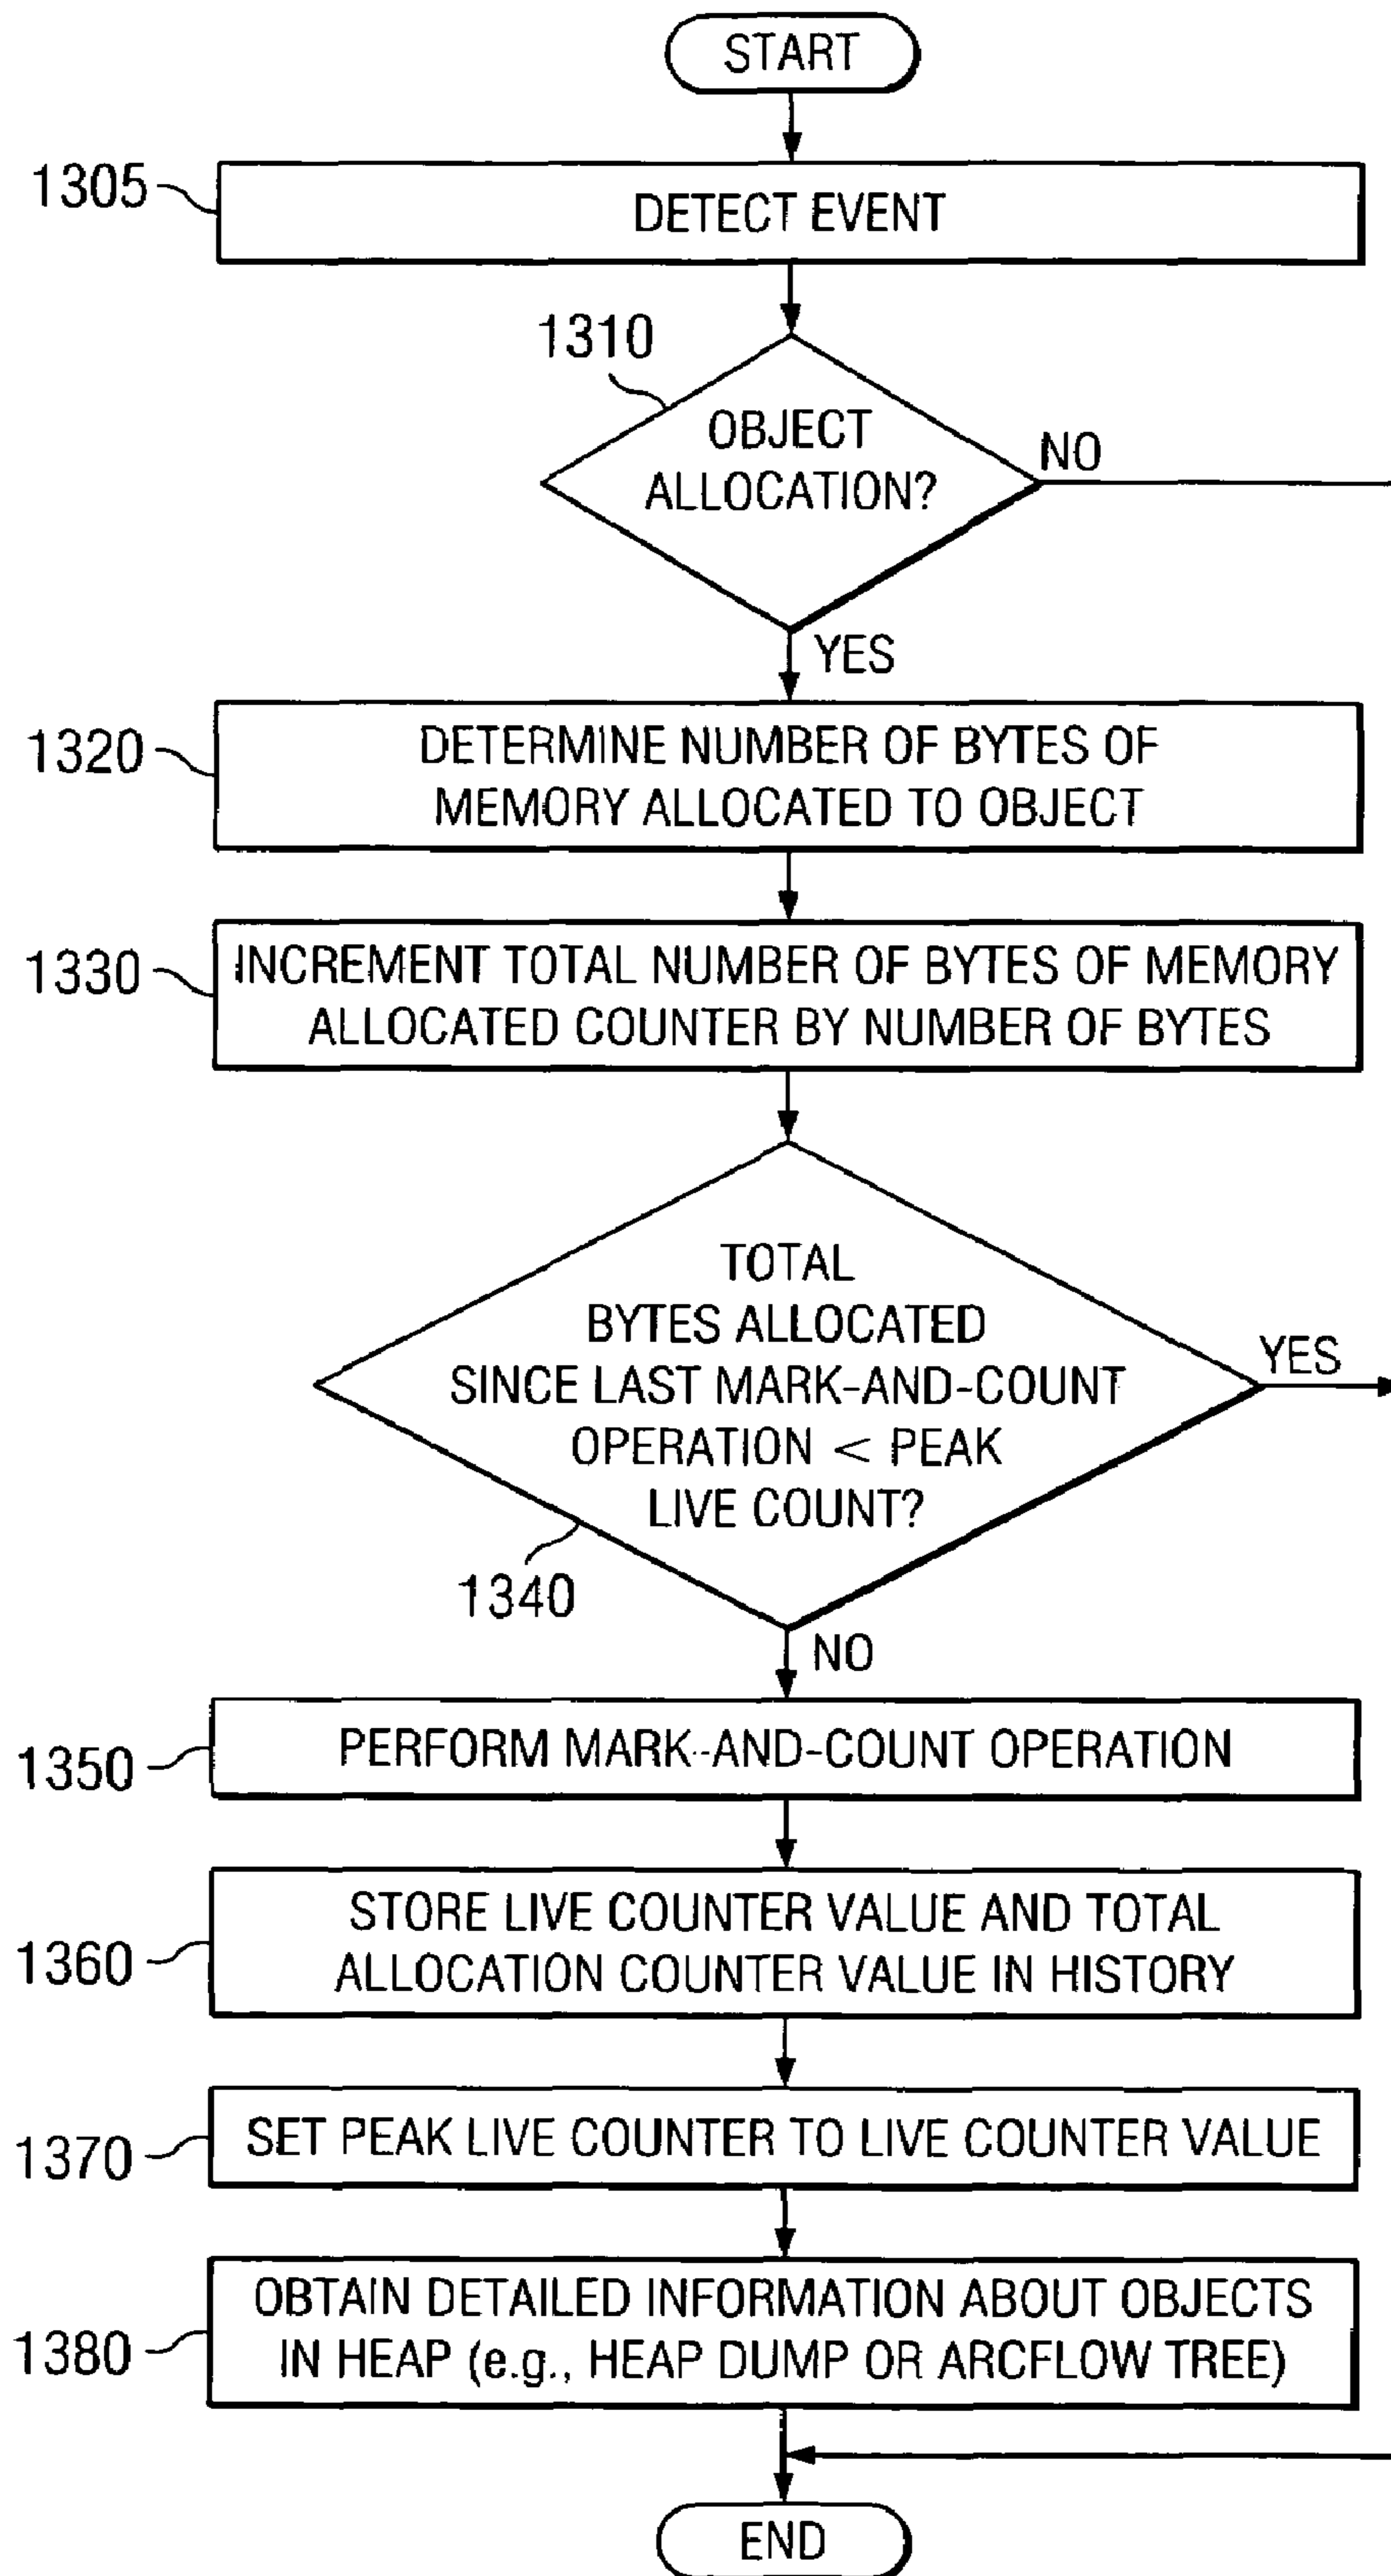 START
1305
DETECT EVENT
1310
OBJECT
ALLOCATION?
NO
YES
1320
DETERMINE NUMBER OF BYTES OF
MEMORY ALLOCATED TO OBJECT
1330
INCREMENT TOTAL NUMBER OF BYTES OF MEMORY
ALLOCATED COUNTER BY NUMBER OF BYTES
TOTAL
BYTES ALLOCATED
SINCE LAST MARK-AND-COUNT
OPERATION < PEAK
LIVE COUNT?
YES
1340
NO
1350
PERFORM MARK-AND-COUNT OPERATION
1360
STORE LIVE COUNTER VALUE AND TOTAL
ALLOCATION COUNTER VALUE IN HISTORY
1370
SET PEAK LIVE COUNTER TO LIVE COUNTER VALUE
1380
OBTAIN DETAILED INFORMATION ABOUT OBJECTS
IN HEAP (e.g., HEAP DUMP OR ARCFLOW TREE)
END